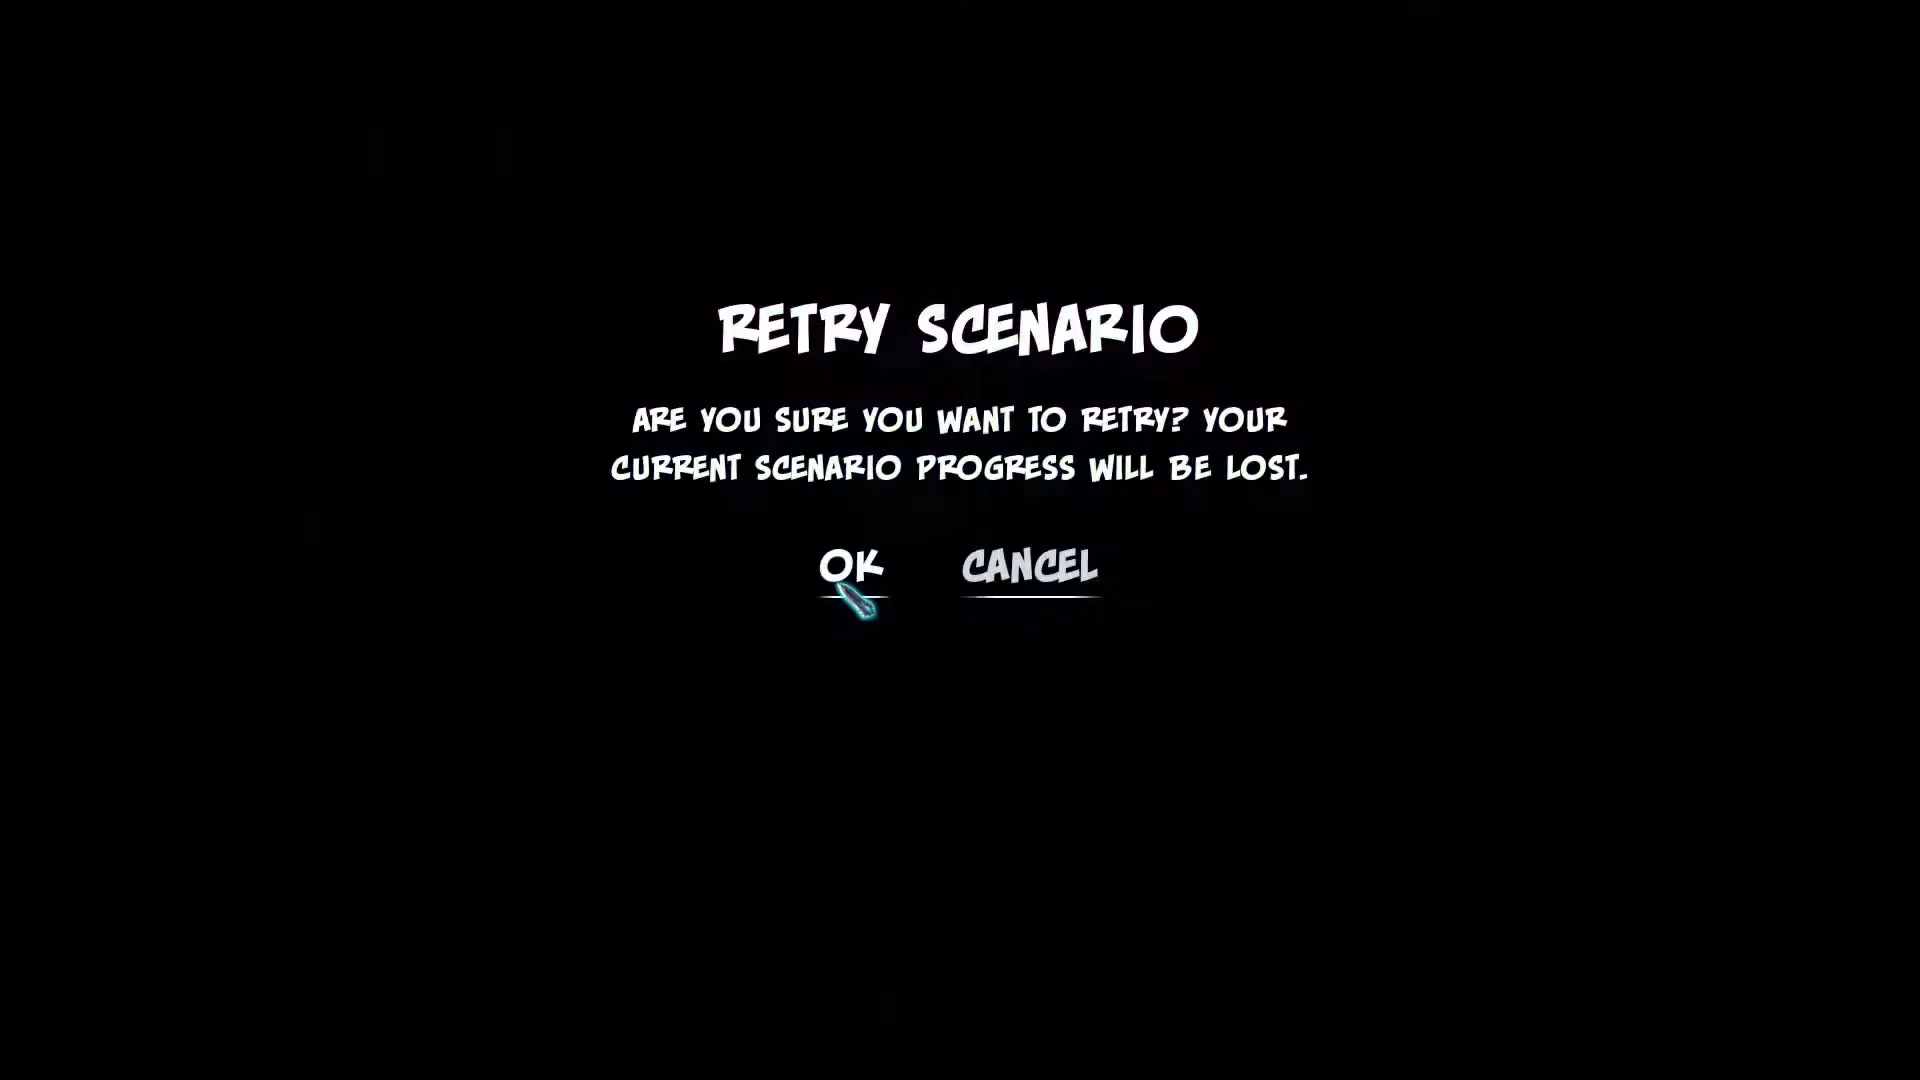 RETRY SCENARIO
ARE YOU SURE YOU WANT TO RETRY? YOUR
CURRENT SCENARIO PROGRESS WILL BE LOST.
OK CANCEL